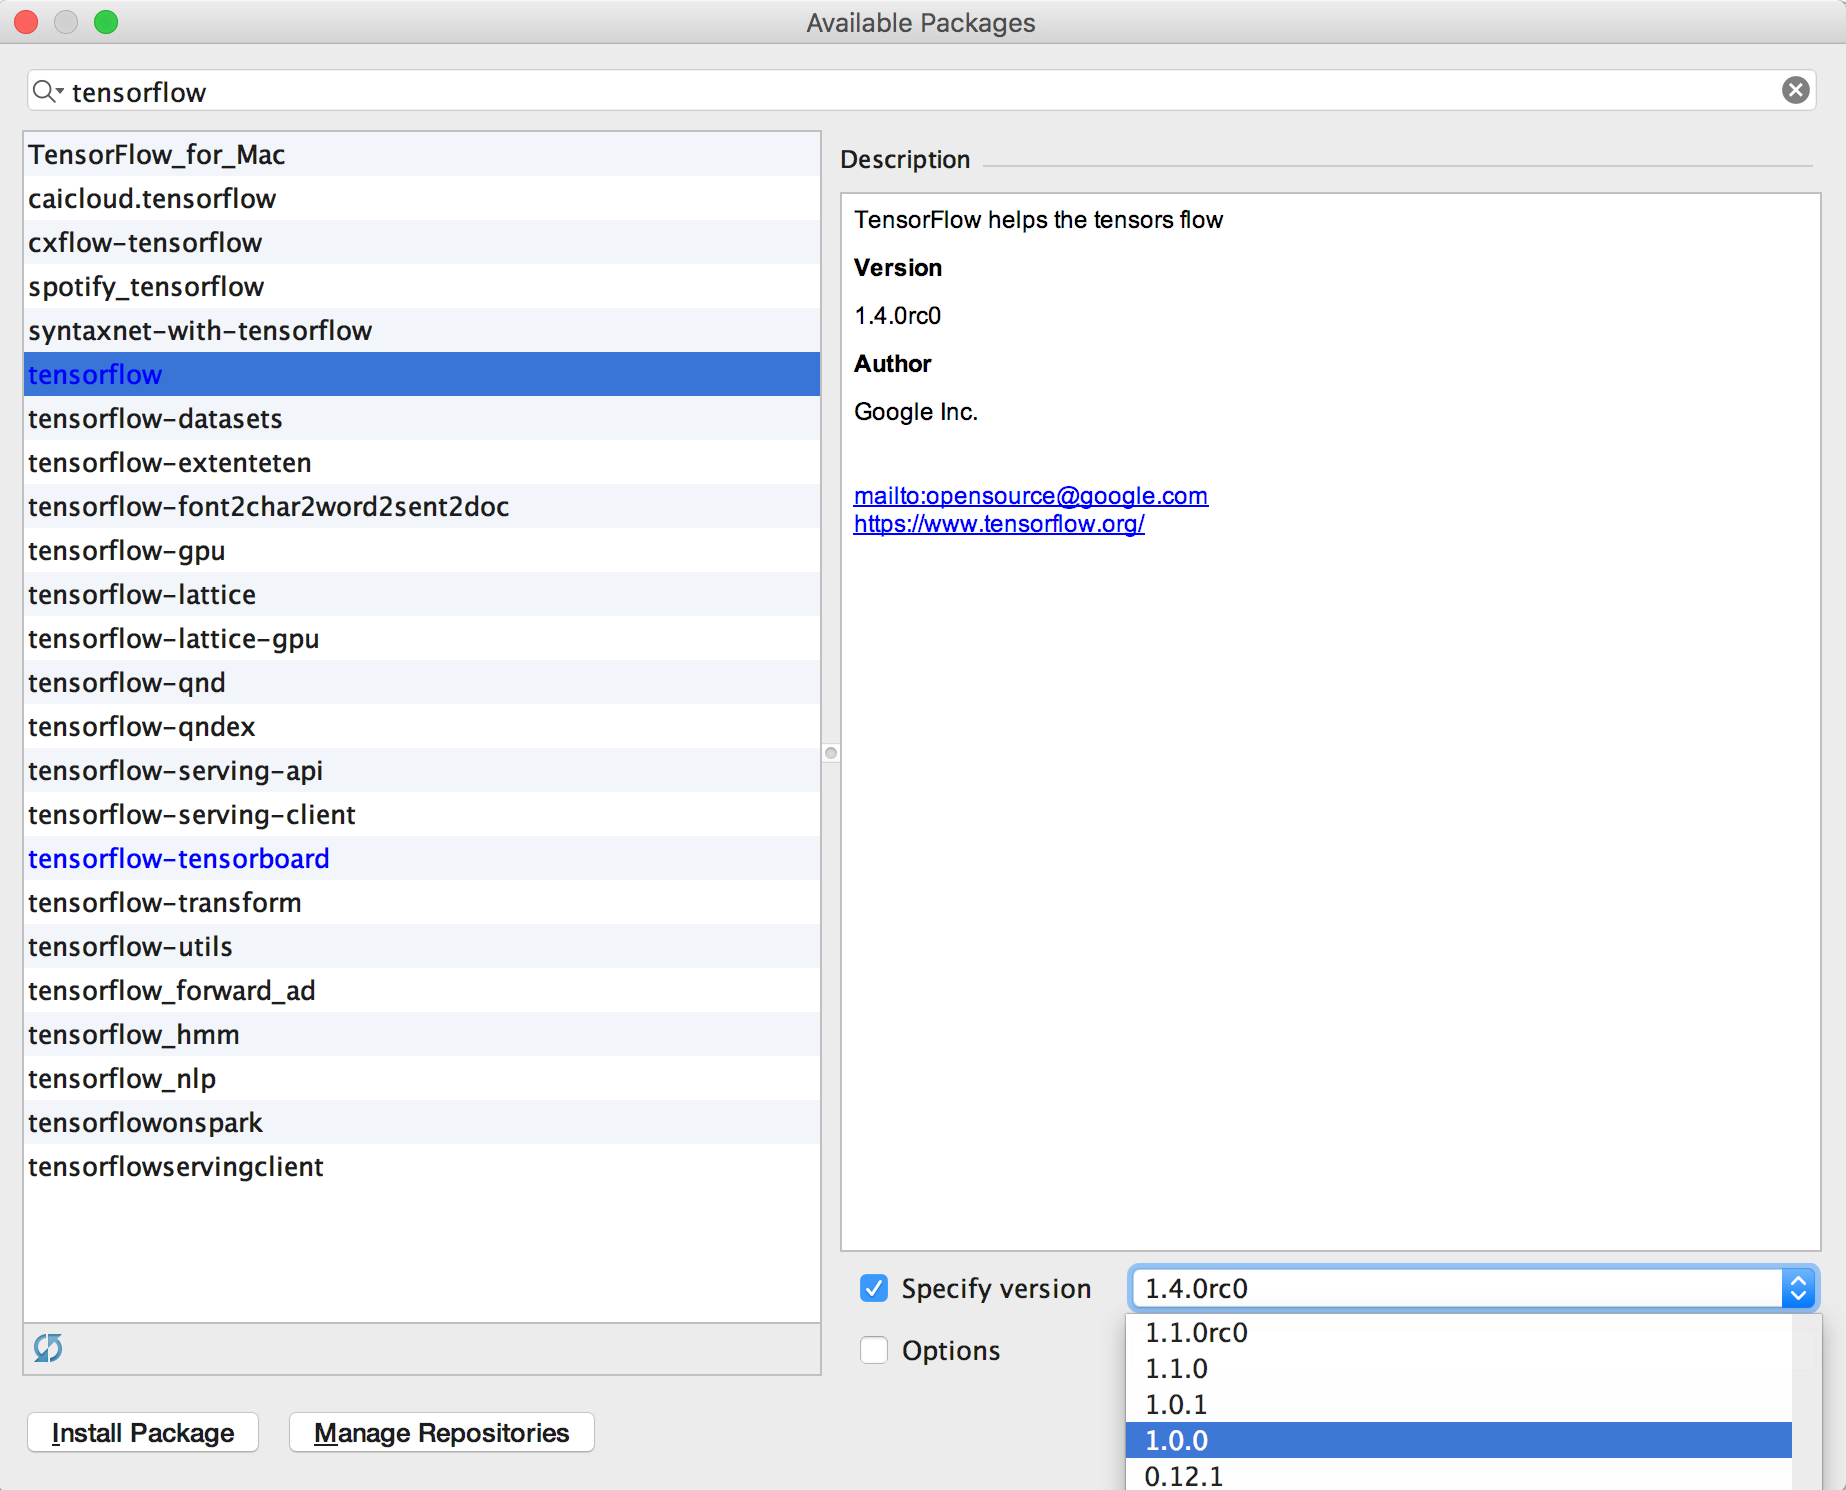 Available Packages
tensorflow
TensorFlow_for_Mac
caicloud.tensorflow
cxflow-tensorflow
spotify_tensorflow
syntaxnet-with-tensorflow
tensorflow
tensorflow-datasets
tensorflow-extenteten
tensorflow-font2char2word2sent2doc
tensorflow-gpu
tensorflow-lattice
tensorflow-lattice-gpu
tensorflow-qnd
tensorflow-qndex
tensorflow-serving-api
tensorflow-serving-client
tensorflow-tensorboard
tensorflow-transform
tensorflow-utils
tensorflow_forward_ad
tensorflow_hmm
tensorflow_nlp
tensorflowonspark
tensorflowservingclient
Description
TensorFlow helps the tensors flow
Version
1.4.0rc0
Author
Google Inc.
mailto:opensource@google.com
https://www.tensorflow.org/
Specify version
1.4.0rc0
Options
1.1.0rc0
1.1.0
1.0.1
1.0.0
0.12.1
Install Package
Manage Repositories